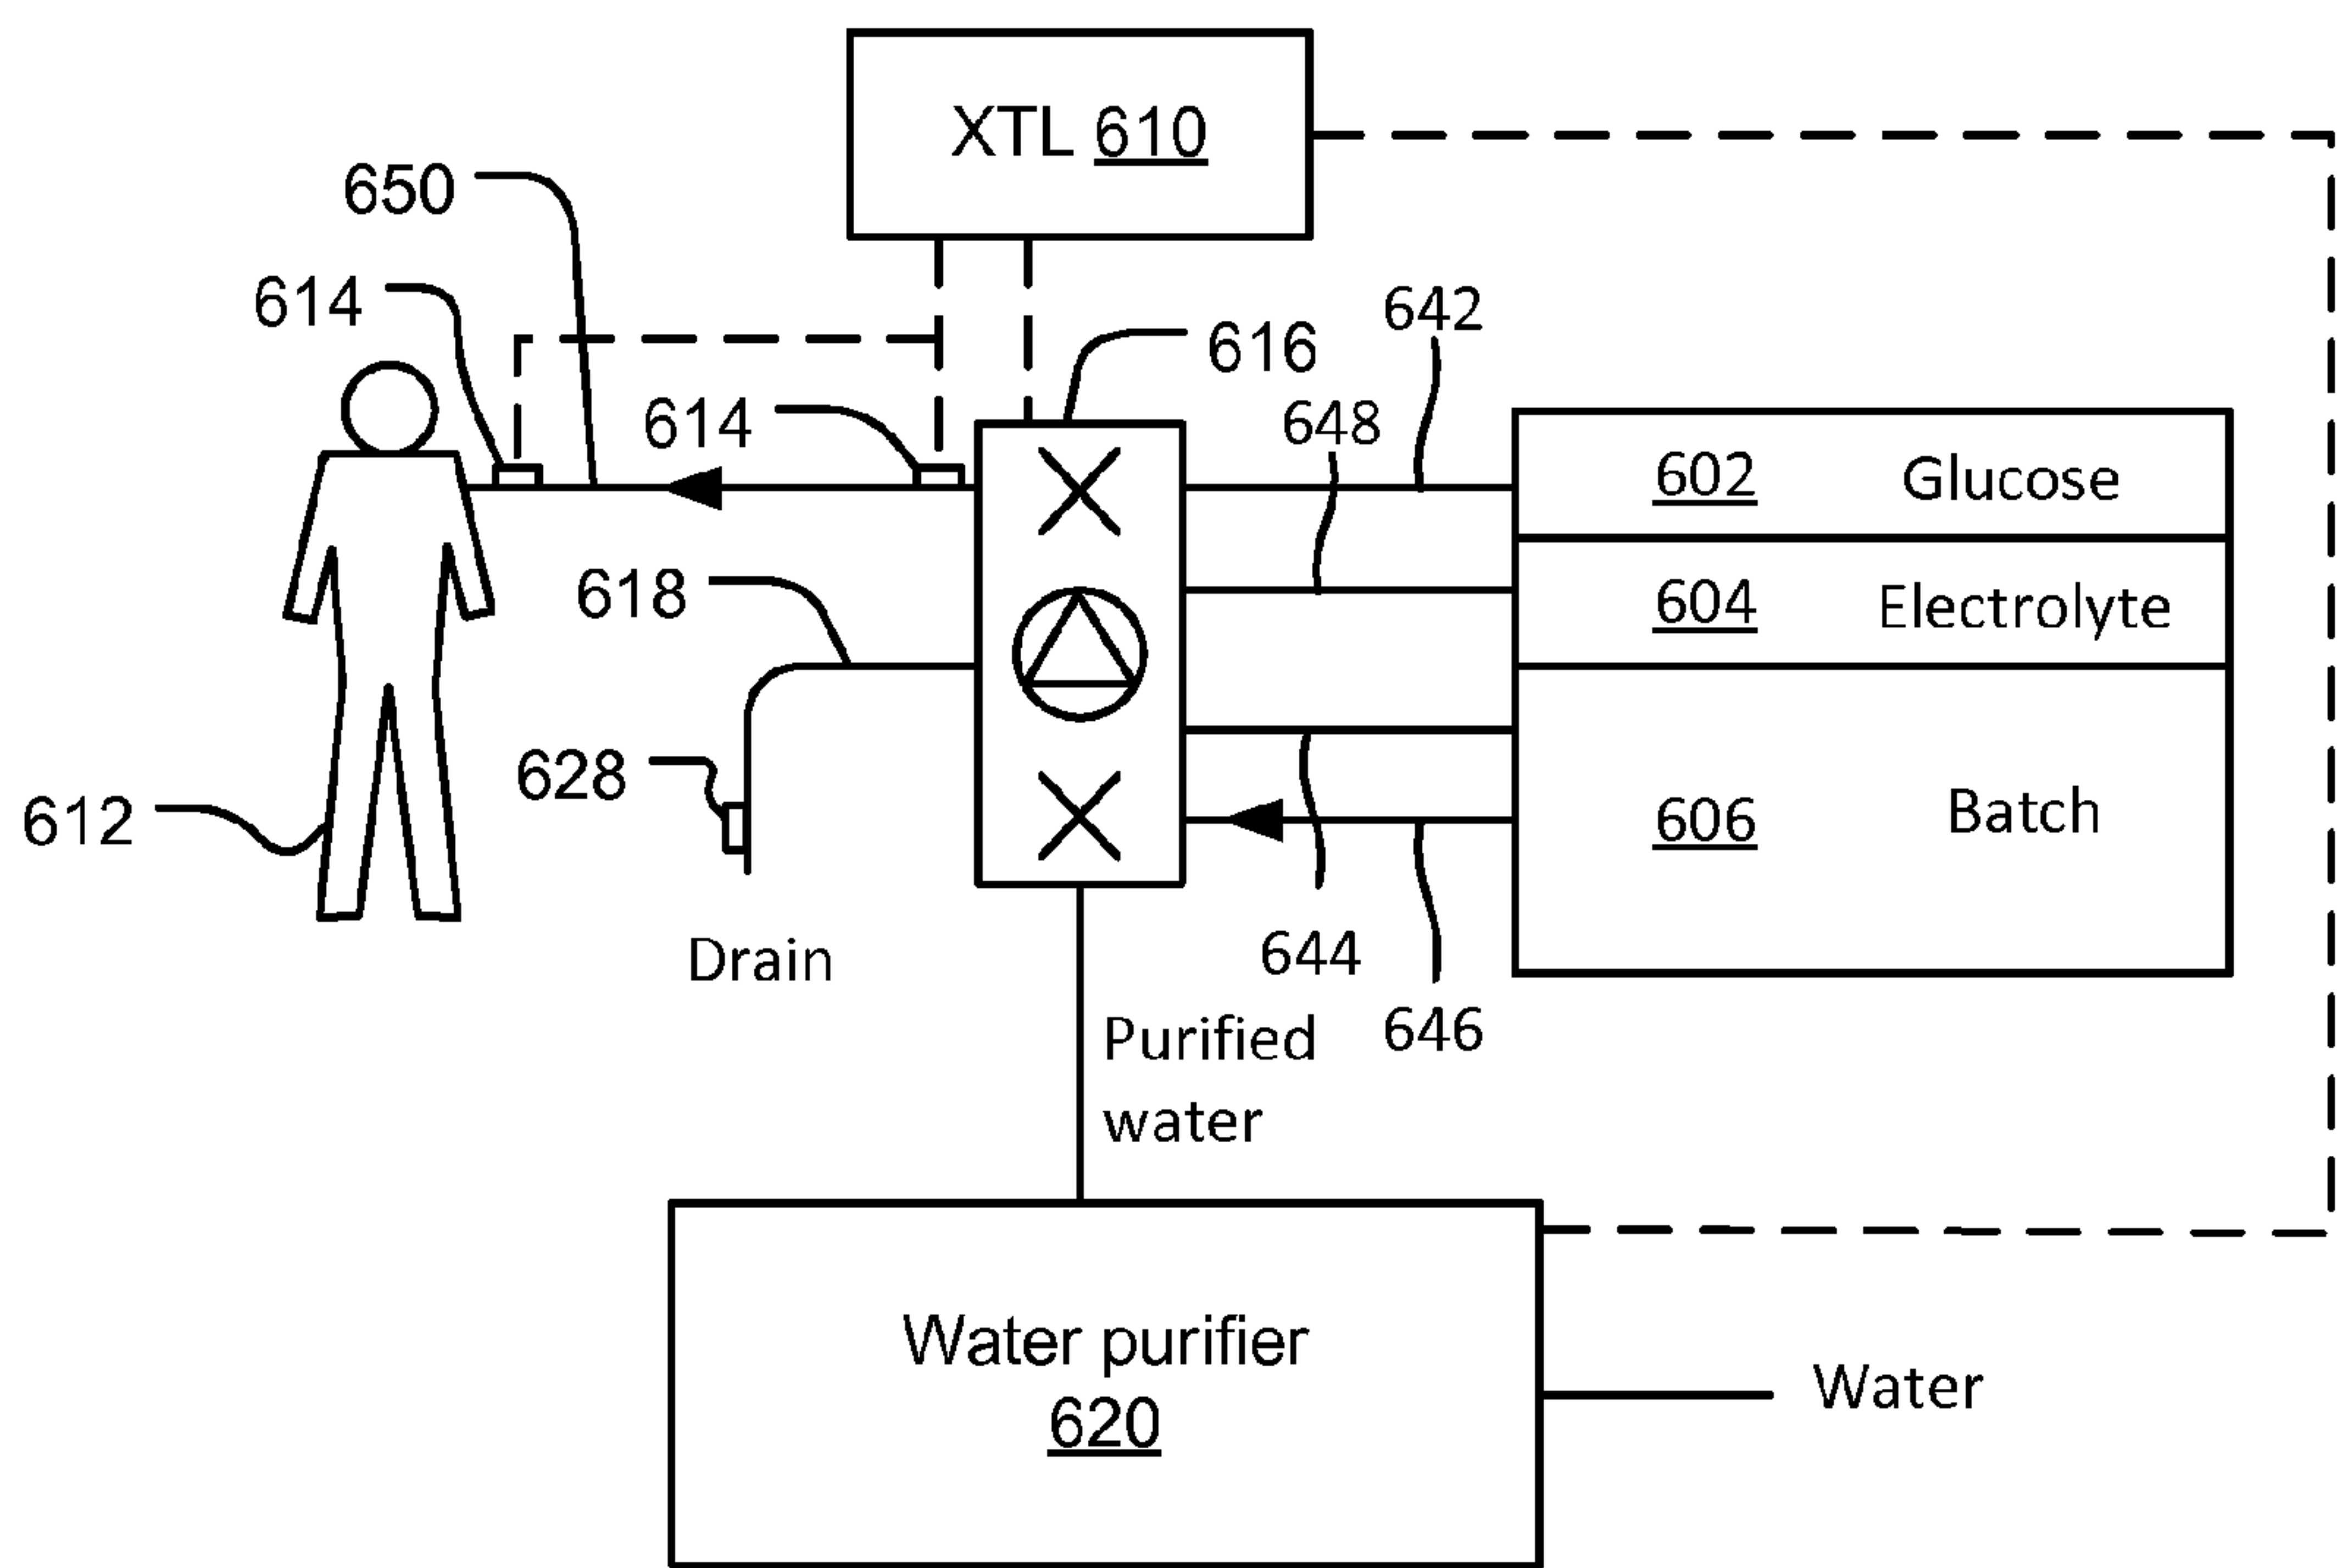 XTL 610
650
614
642
616
614
648
602 Glucose
618
604 Electrolyte
628
606 Batch
612
Drain
644
646
Purified
water
Water purifier
620
Water